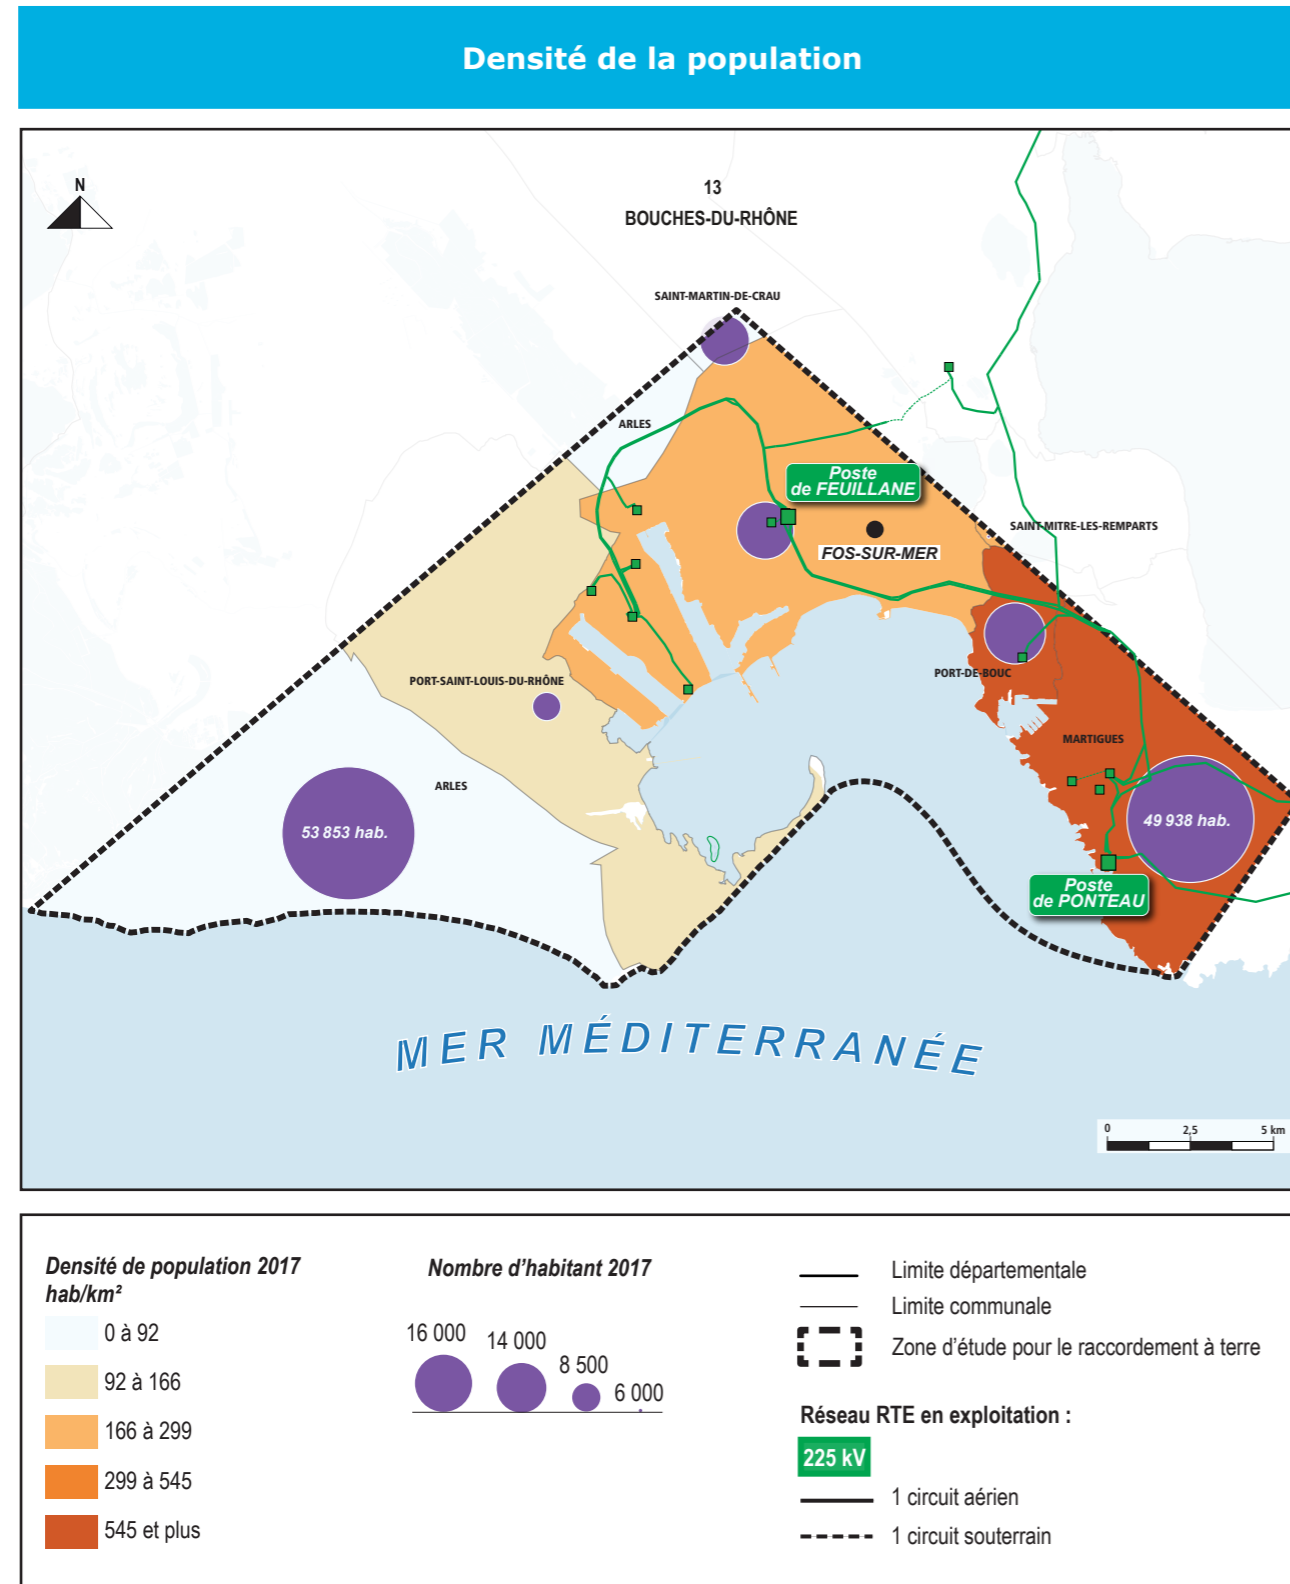 Densité de la population
N
13
BOUCHES-DU-RHÔNE
SAINT-MARTIN-DE-CRAU
ARLES
Poste
de FEUILLANE
SAINT-MITRE-LES-REMPARTS
FOS-SUR-MER
PORT-DE-BOUC
PORT-SAINT-LOUIS-DU-RHÔNE
MARTIGUES
ARLES
53 853 hab.
49 938 hab.
Poste
de PONTEAU
MER MÉDITERRANÉE
0 2,5 5 km
Densité de population 2017
hab/km²
0 à 92
92 à 166
166 à 299
299 à 545
545 et plus
Nombre d'habitant 2017
16 000
14 000
8 500
6 000
Limite départementale
Limite communale
Zone d'étude pour le raccordement à terre
Réseau RTE en exploitation :
225 kV
1 circuit aérien
1 circuit souterrain